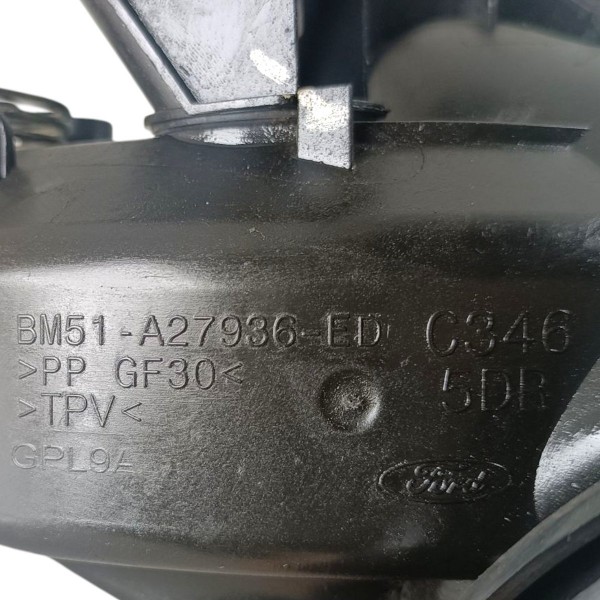 BM51-A27936-ED C346
>PP GF30< 5DR
>TPV<
GPL9A
Ford